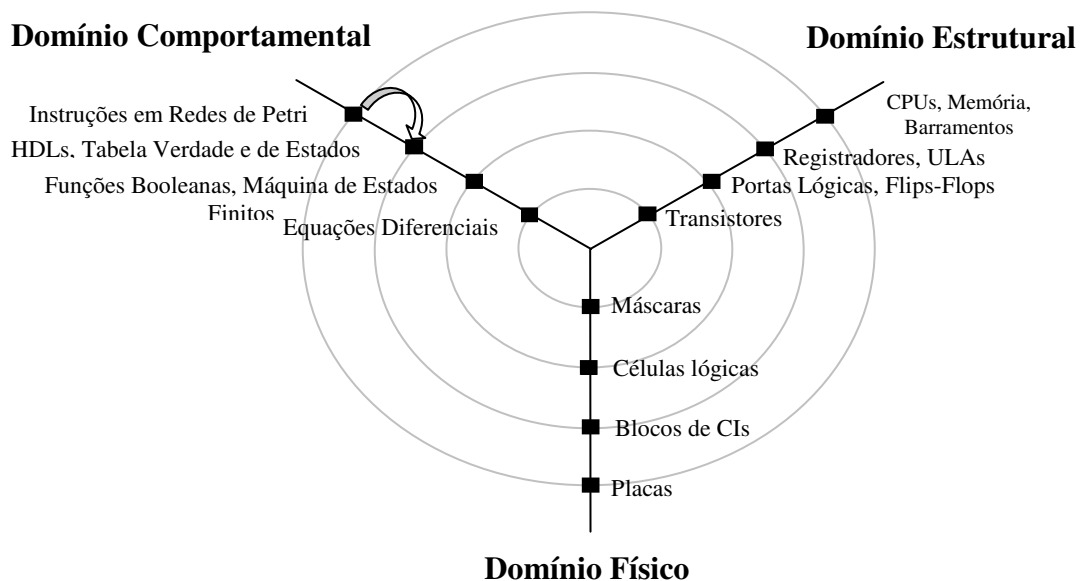 Domínio Comportamental
Domínio Estrutural
Instruções em Redes de Petri
HDLs, Tabela Verdade e de Estados
Funções Booleanas, Máquina de Estados
Finitos
Equações Diferenciais
CPUs, Memória,
Barramentos
Registradores, ULAs
Portas Lógicas, Flips-Flops
Transistores
Máscaras
Células lógicas
Blocos de CIs
Placas
Domínio Físico